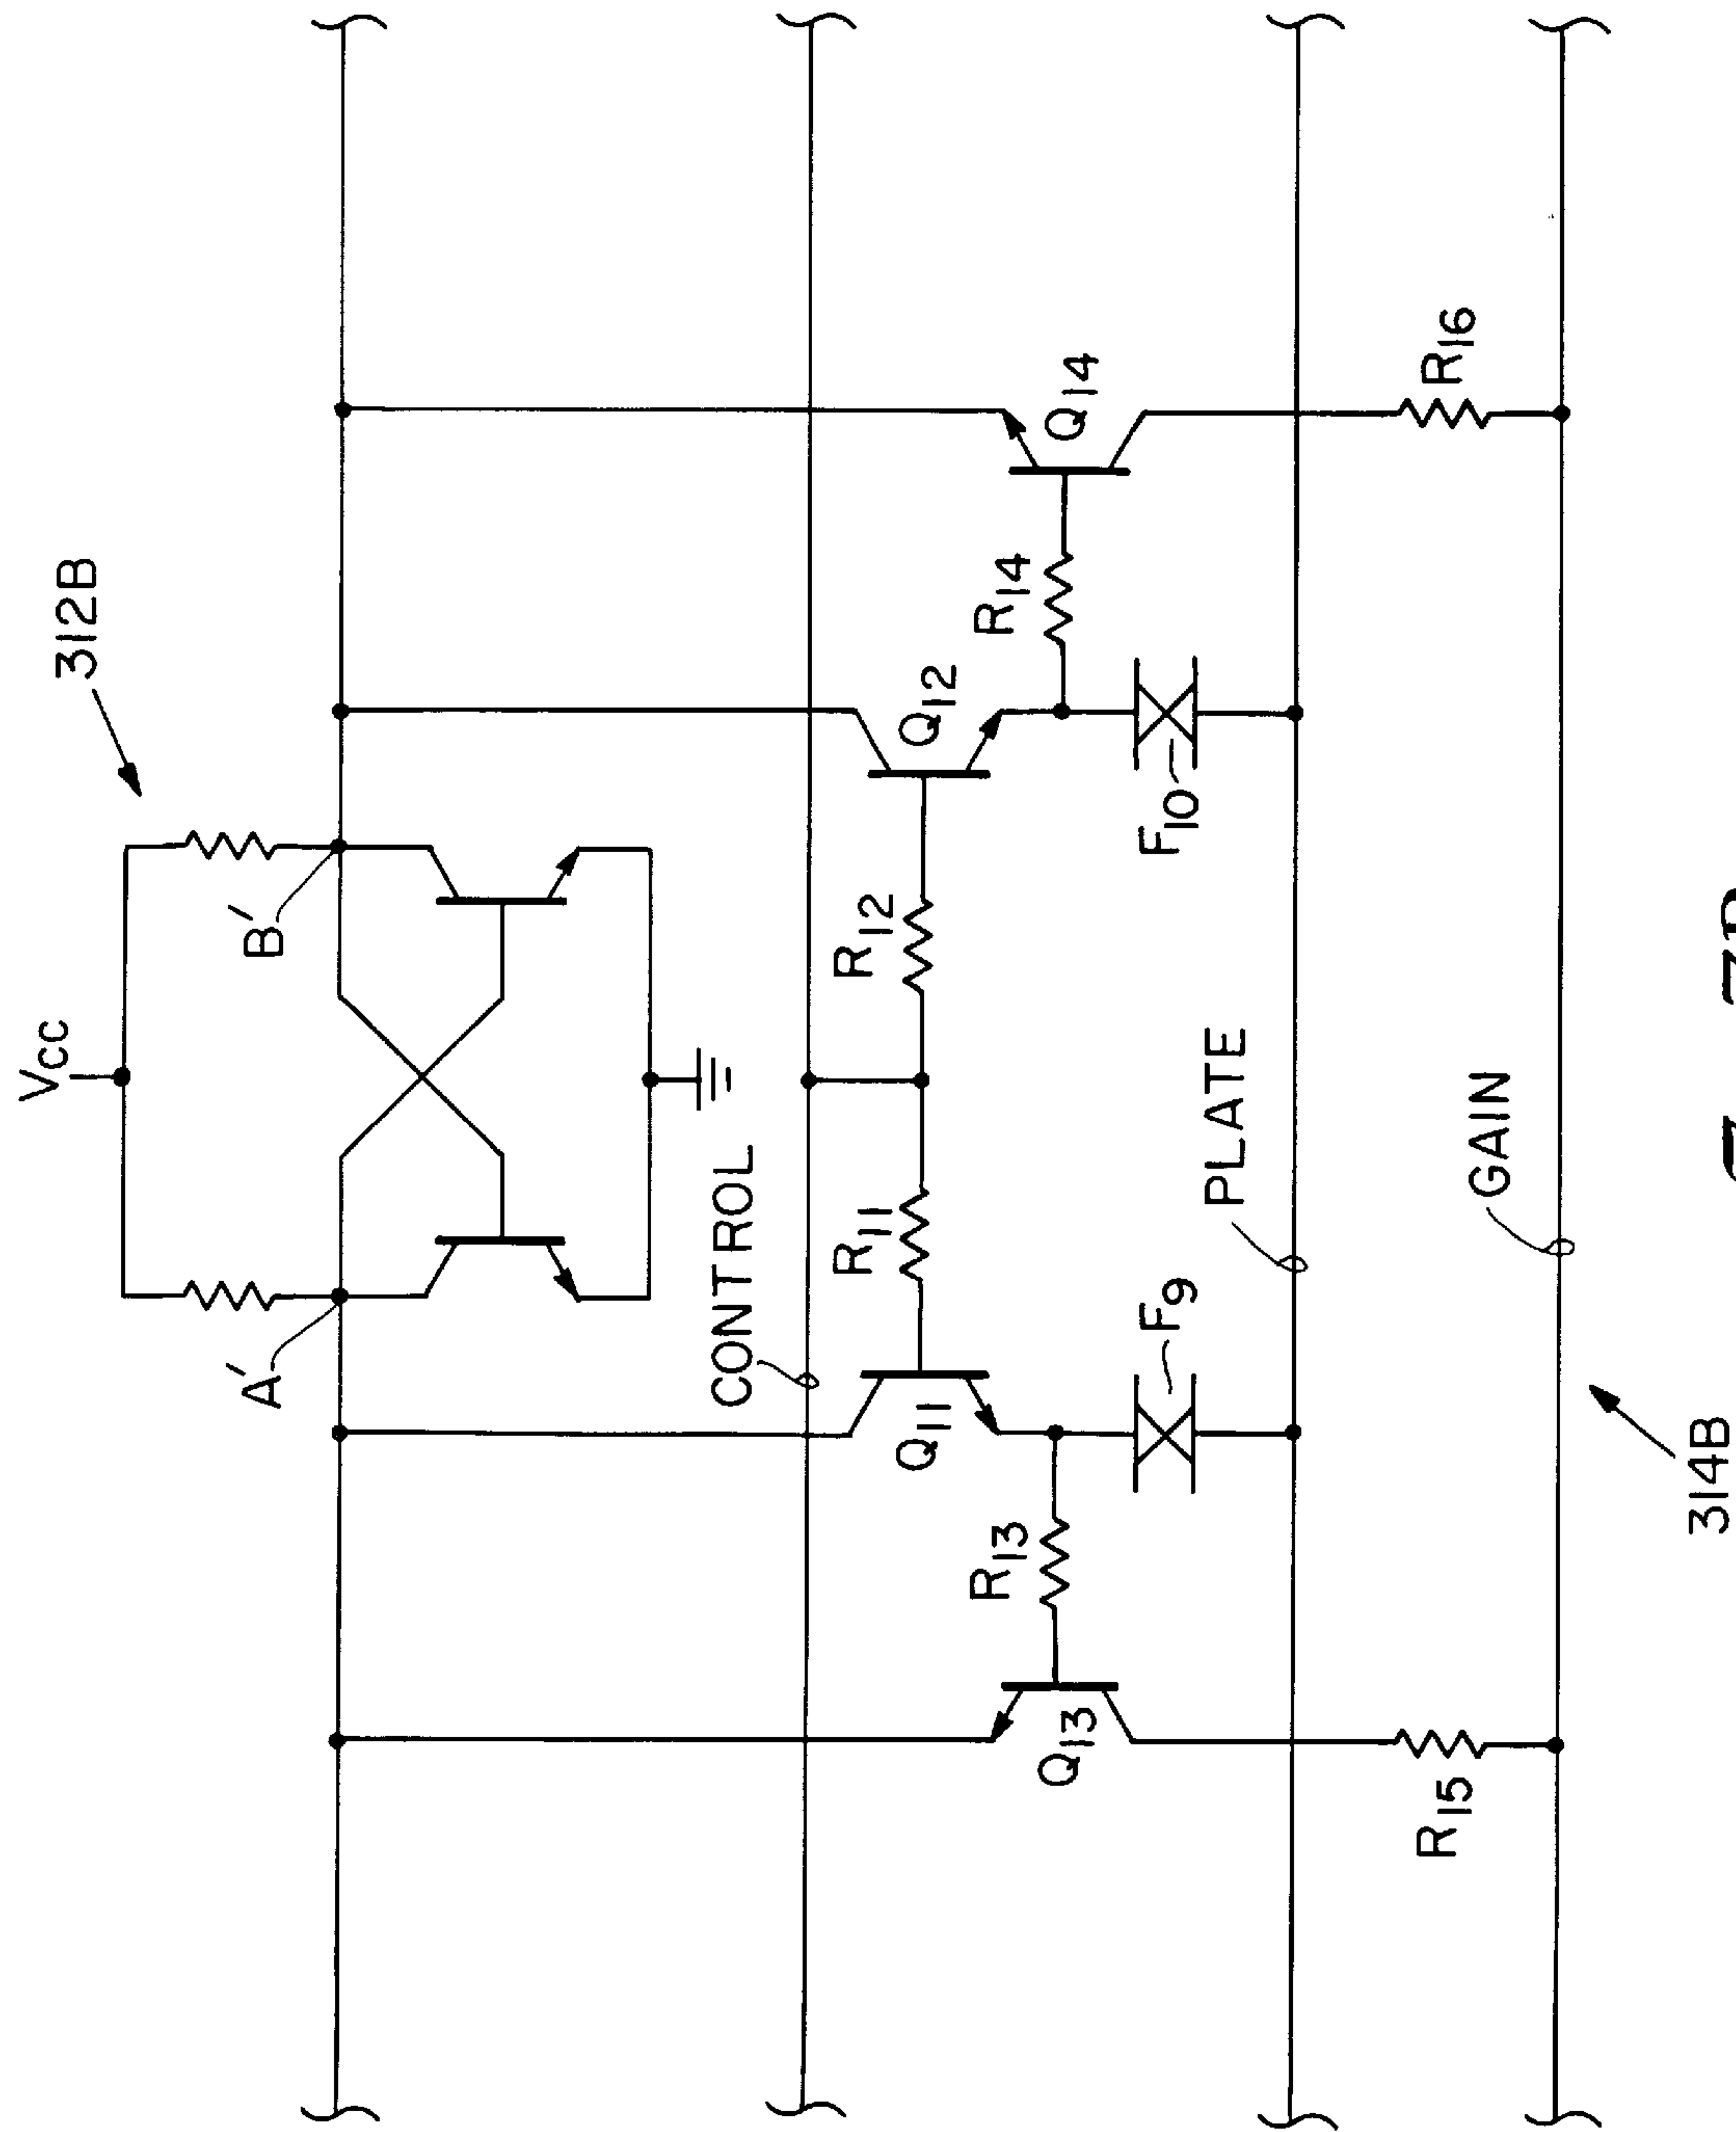 312B
Vcc
A'
B'
CONTROL
Q11
R11
R12
Q12
Q13
R13
R14
Q14
F9
F10
PLATE
R15
R16
GAIN
314B